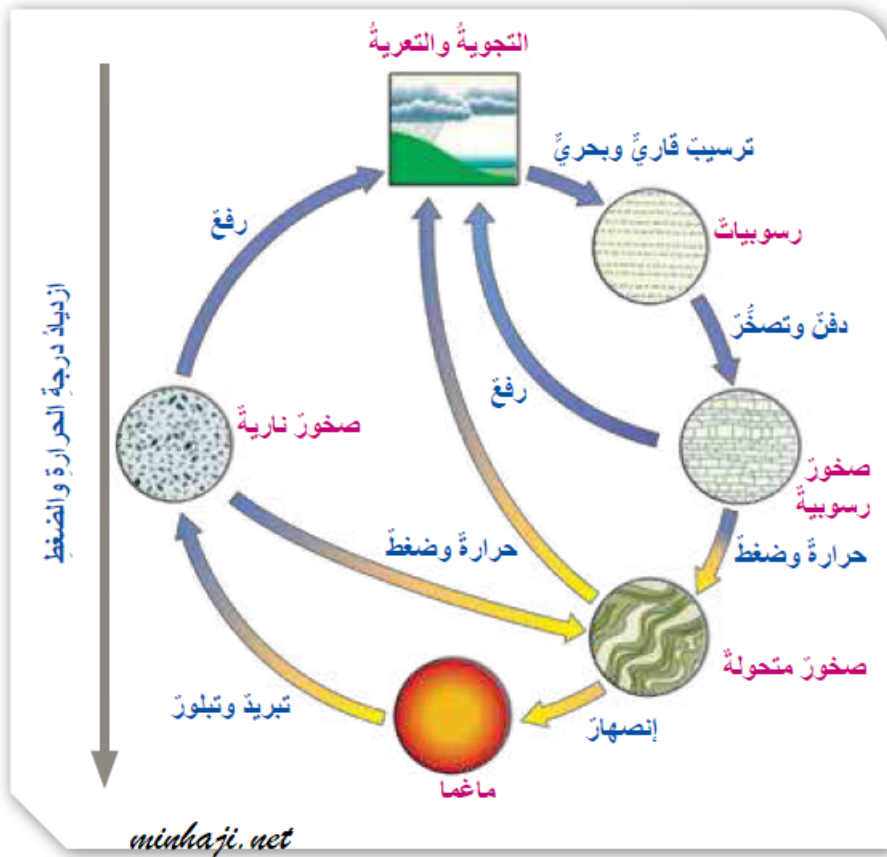 التجويةُ والتعريةُ
ترسيبٌ قاريٌّ وبحريٌّ
رسوبياتٌ
رفعٌ
دفنٌ وتصخُّرٌ
ازديادُ درجةِ الحرارةِ والضغطِ
رفعٌ
صخورٌ ناريةٌ
صخورٌ
رسوبيةٌ
حرارةٌ وضغطٌ
حرارةٌ وضغطٌ
صخورٌ متحولةٌ
تبريدٌ وتبلورٌ
إنصهارٌ
ماغما
minhaji.net